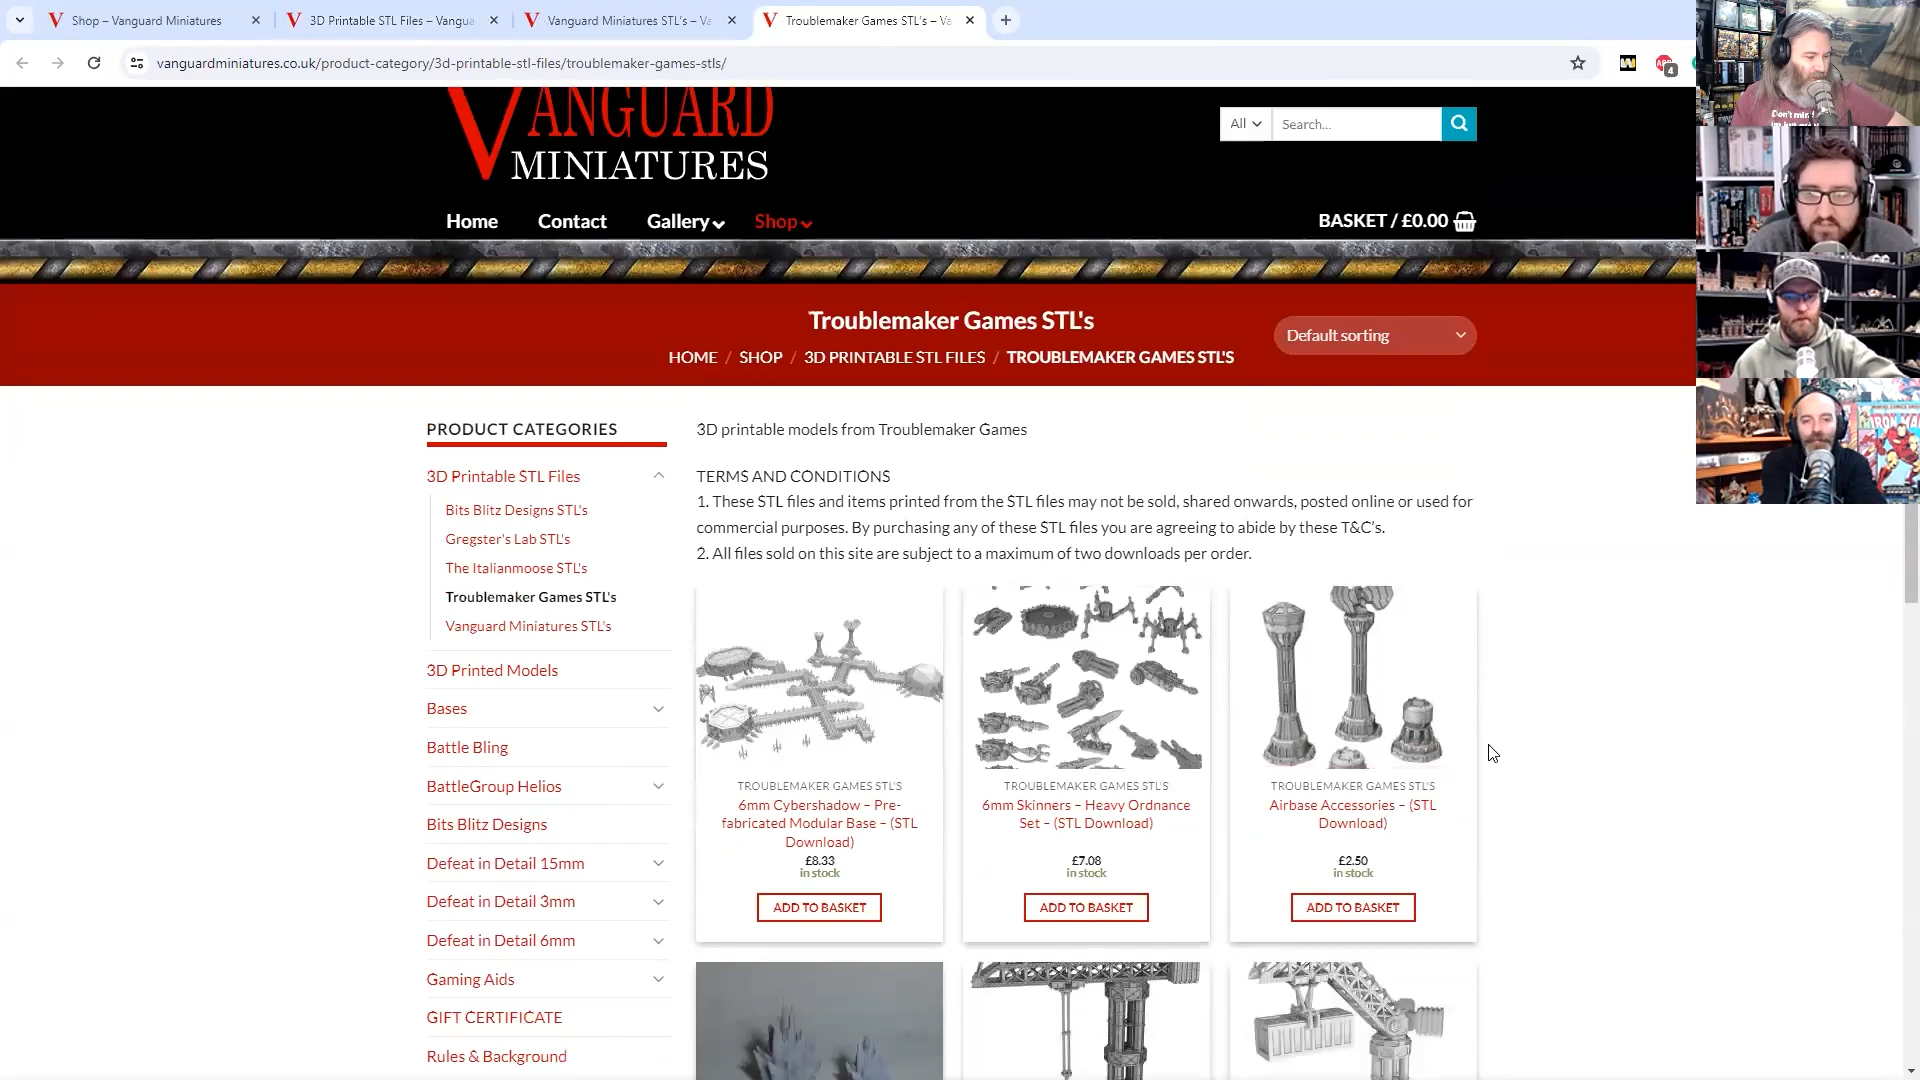 Shop – Vanguard Miniatures
3D Printable STL Files – Vangua
Vanguard Miniatures STL's – Va
Troublemaker Games STL's – Va
vanguardminiatures.co.uk/product-category/3d-printable-stl-files/troublemaker-games-stls/
4
VANGUARD
MINIATURES
All
Search...
Home
Contact
Gallery
Shop
BASKET / £0.00
Troublemaker Games STL's
Default sorting
HOME / SHOP / 3D PRINTABLE STL FILES / TROUBLEMAKER GAMES STL'S
PRODUCT CATEGORIES
3D Printable STL Files
Bits Blitz Designs STL's
Gregster's Lab STL's
The Italianmoose STL's
Troublemaker Games STL's
Vanguard Miniatures STL's
3D Printed Models
Bases
Battle Bling
BattleGroup Helios
Bits Blitz Designs
Defeat in Detail 15mm
Defeat in Detail 3mm
Defeat in Detail 6mm
Gaming Aids
GIFT CERTIFICATE
Rules & Background
3D printable models from Troublemaker Games
TERMS AND CONDITIONS
1. These STL files and items printed from the STL files may not be sold, shared onwards, posted online or used for
commercial purposes. By purchasing any of these STL files you are agreeing to abide by these T&C's.
2. All files sold on this site are subject to a maximum of two downloads per order.
TROUBLEMAKER GAMES STL'S
6mm Cybershadow – Pre-
fabricated Modular Base – (STL
Download)
£8.33
in stock
ADD TO BASKET
TROUBLEMAKER GAMES STL'S
6mm Skinners – Heavy Ordnance
Set – (STL Download)
£7.08
in stock
ADD TO BASKET
TROUBLEMAKER GAMES STL'S
Airbase Accessories – (STL
Download)
£2.50
in stock
ADD TO BASKET
Don't
IRON MAN